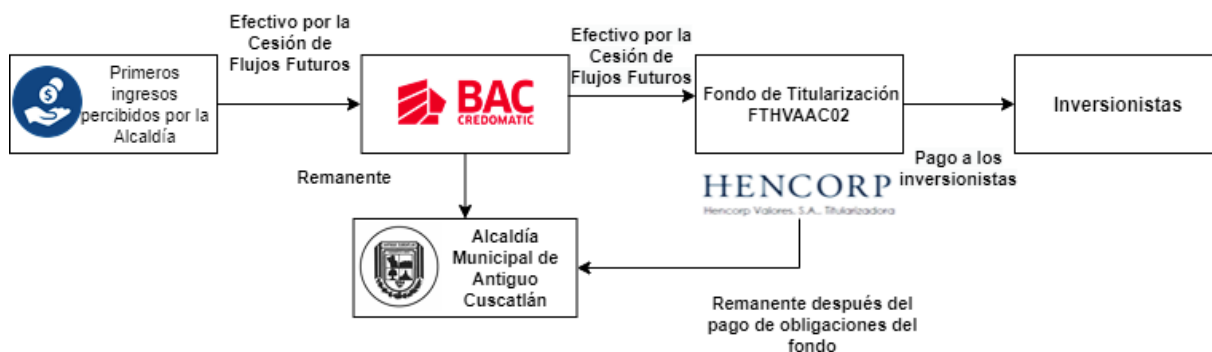 Primeros
ingresos
percibidos por la
Alcaldía
Efectivo por la
Cesión de
Flujos Futuros
BAC
CREDOMATIC
Efectivo por la
Cesión de
Flujos Futuros
Fondo de Titularización
FTHVAAC02
Inversionistas
Pago a los
inversionistas
Remanente
HENCORP
Hencorp Valores, S.A., Titularizadora
Alcaldía
Municipal de
Antiguo
Cuscatlán
Remanente después del
pago de obligaciones del
fondo